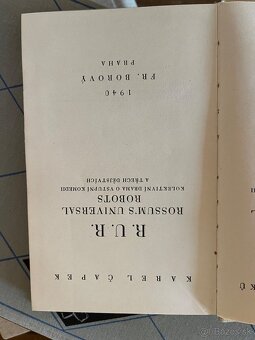 KAREL ČAPEK
R. U. R.
ROSSUM'S UNIVERSAL
ROBOTS
KOLEKTIVNÍ DRAMA O VSTUPNÍ KOMEDII
A TŘECH DĚJSTVÍCH
1940
FR. BOROVÝ
PRAHA